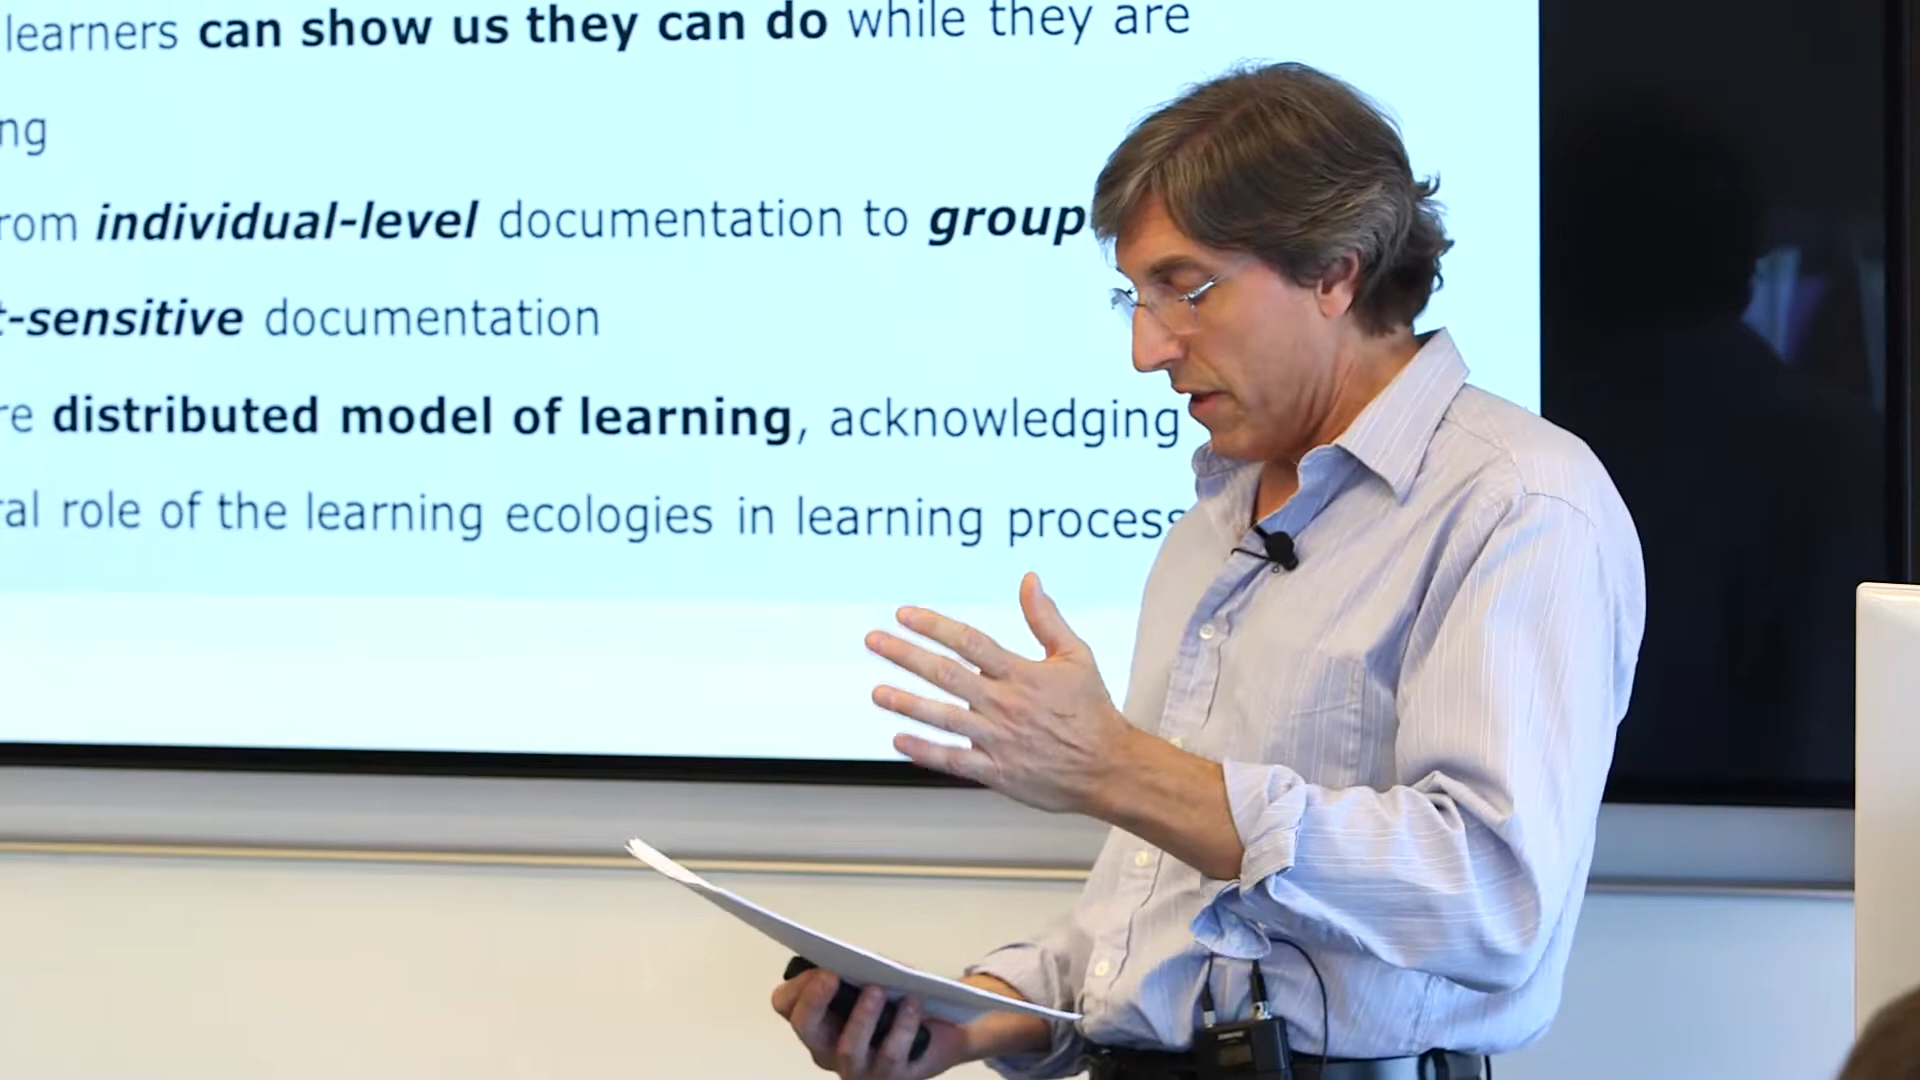 learners can show us they can do while they are
ng
rom individual-level documentation to group
t-sensitive documentation
re distributed model of learning, acknowledging
ral role of the learning ecologies in learning process